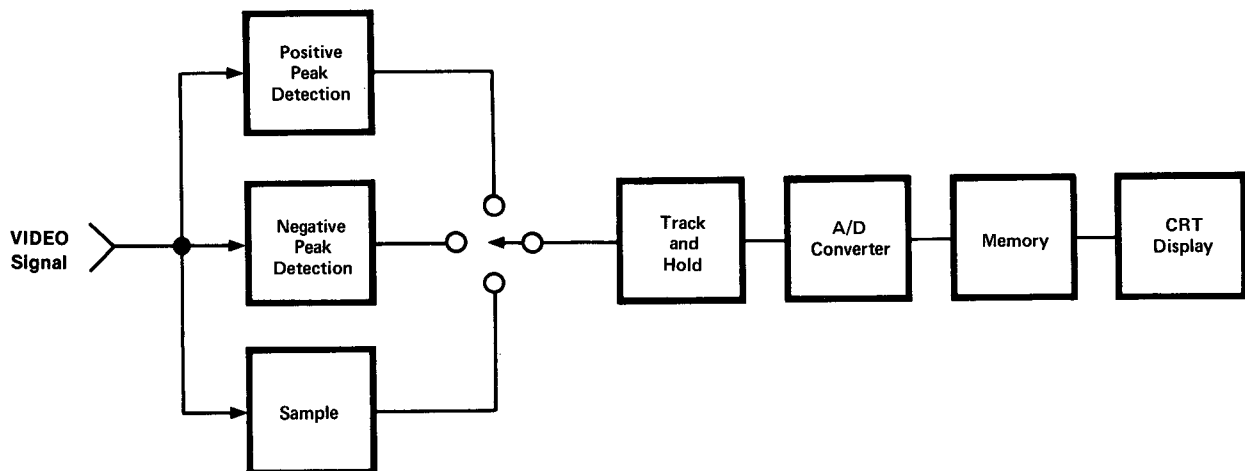 Positive
Peak
Detection
VIDEO
Signal
Negative
Peak
Detection
Sample
Track
and
Hold
A/D
Converter
Memory
CRT
Display